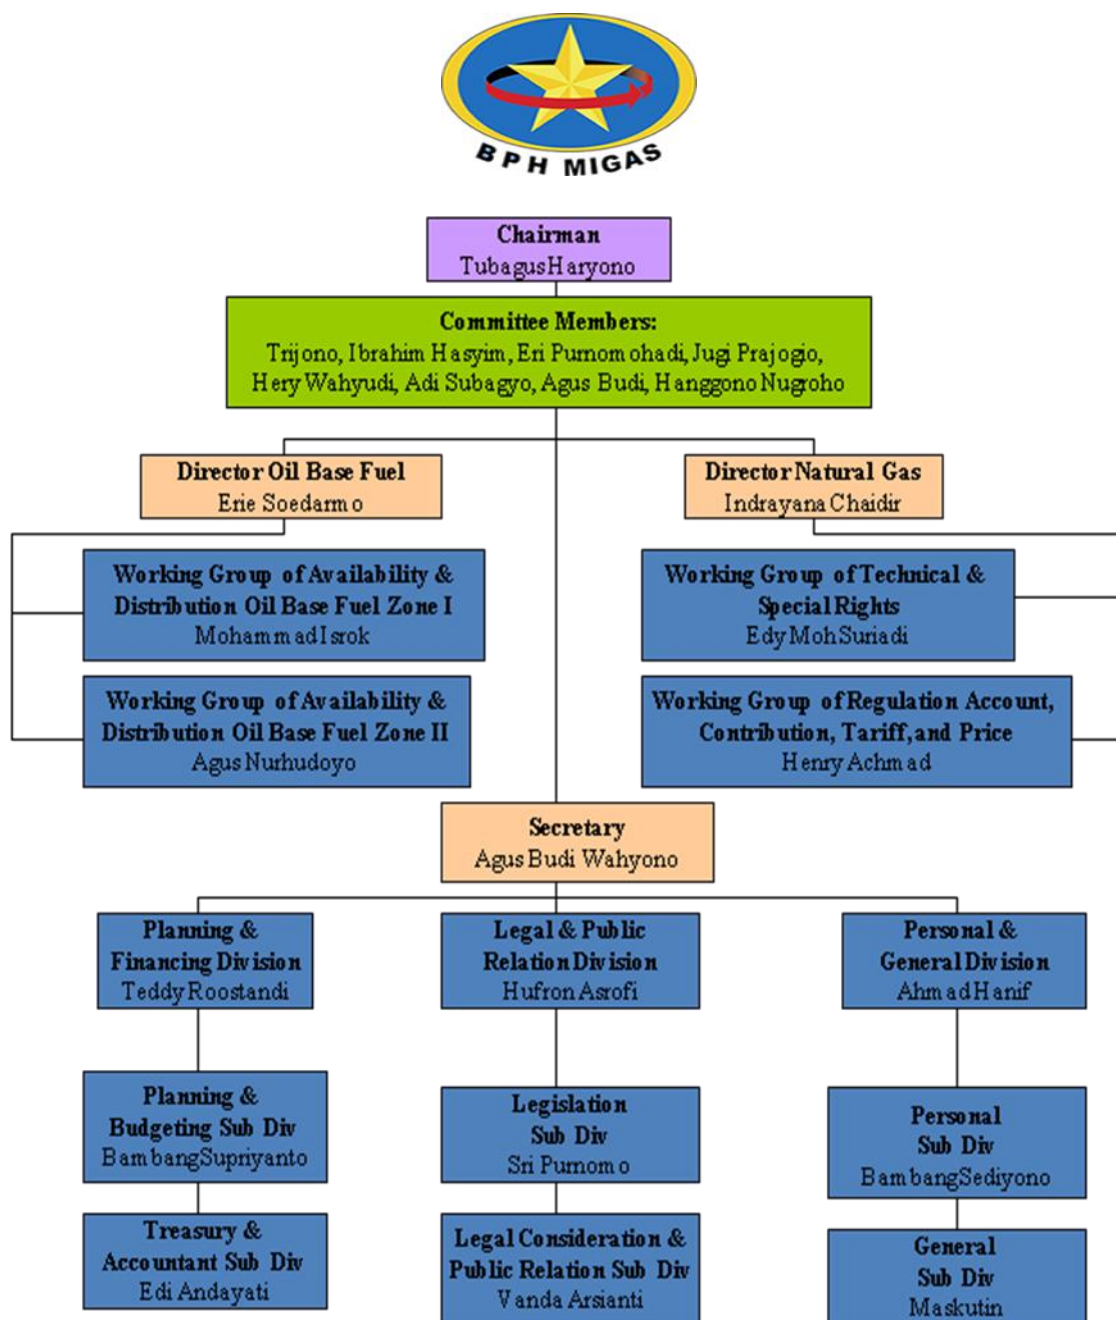 BPH MIGAS
Chairman
Tubagus Haryono
Committee Members:
Trijono, Ibrahim Hasyim, Eri Purnomohadi, Jugi Prajogio,
Hery Wahyudi, Adi Subagyo, Agus Budi, Hanggono Nugroho
Director Oil Base Fuel
Erie Soedarmo
Director Natural Gas
Indrayana Chaidir
Working Group of Availability &
Distribution Oil Base Fuel Zone I
Mohammad Isrok
Working Group of Technical &
Special Rights
Edy Moh Suriadi
Working Group of Availability &
Distribution Oil Base Fuel Zone II
Agus Nurhudoyo
Working Group of Regulation Account,
Contribution, Tariff, and Price
Henry Achmad
Secretary
Agus Budi Wahyono
Planning &
Financing Division
Teddy Roostandi
Legal & Public
Relation Division
Hufron Asrofi
Personal &
General Division
Ahmad Hanif
Planning &
Budgeting Sub Div
Bambang Supriyanto
Legislation
Sub Div
Sri Purnomo
Personal
Sub Div
Bambang Sediyono
Treasury &
Accountant Sub Div
Edi Andayati
Legal Consideration &
Public Relation Sub Div
Vanda Arsianti
General
Sub Div
Maskutin